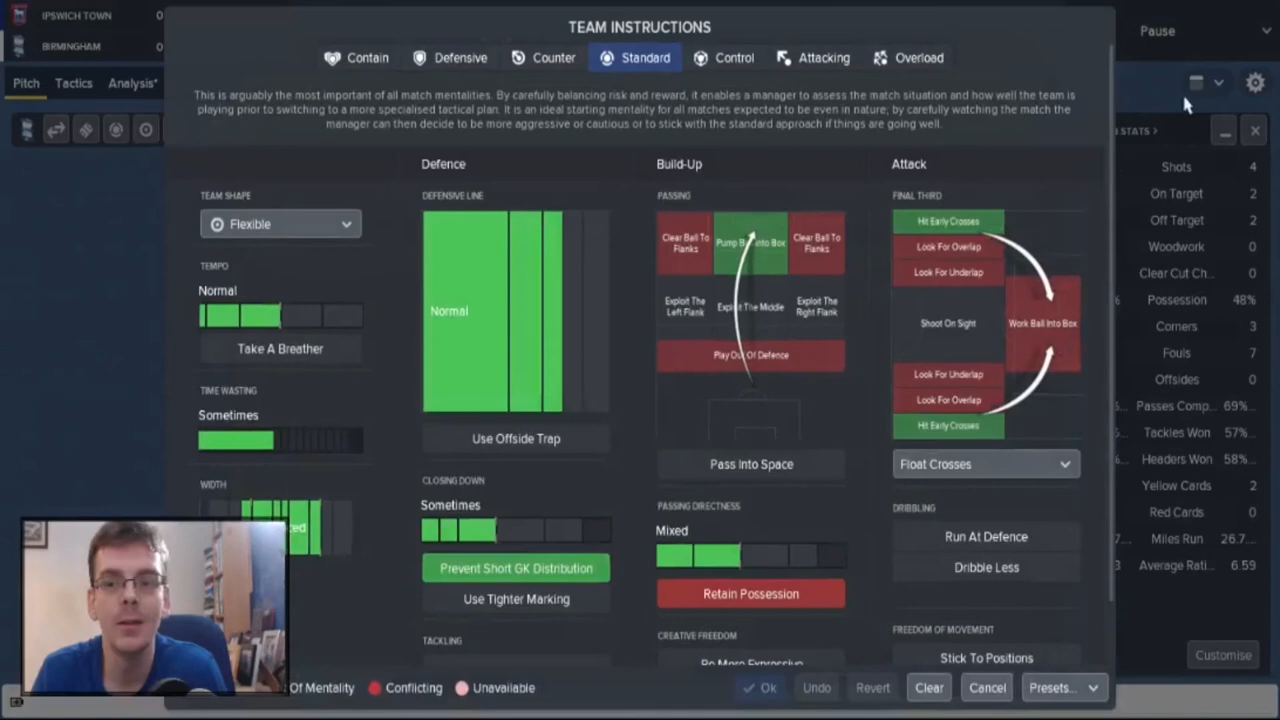 IPSWICH TOWN 0
BIRMINGHAM 0
Pitch Tactics Analysis*
TEAM INSTRUCTIONS
Contain Defensive Counter Standard Control Attacking Overload
This is arguably the most important of all match mentalities. By carefully balancing risk and reward, it enables a manager to assess the match situation and how well the team is
playing prior to switching to a more specialised tactical plan. It is an ideal starting mentality for all matches expected to be even in nature; by carefully watching the match the
manager can then decide to be more aggressive or cautious or to stick with the standard approach if things are going well.
TEAM SHAPE
Flexible
TEMPO
Normal
Take A Breather
TIME WASTING
Sometimes
WIDTH
Defence
DEFENSIVE LINE
Normal
Use Offside Trap
CLOSING DOWN
Sometimes
Prevent Short GK Distribution
Use Tighter Marking
TACKLING
Build-Up
PASSING
Clear Ball To
Flanks
Pump Ball Into Box
Clear Ball To
Flanks
Exploit The
Left Flank
Exploit The Middle
Exploit The
Right Flank
Play Out Of Defence
Pass Into Space
PASSING DIRECTNESS
Mixed
Retain Possession
CREATIVE FREEDOM
Be More Expressive
Attack
FINAL THIRD
Hit Early Crosses
Look For Overlap
Look For Underlap
Shoot On Sight
Work Ball Into Box
Look For Underlap
Look For Overlap
Hit Early Crosses
Float Crosses
DRIBBLING
Run At Defence
Dribble Less
FREEDOM OF MOVEMENT
Stick To Positions
Of Mentality Conflicting Unavailable
Ok Undo Revert Clear Cancel Presets...
Pause
STATS >
Shots 4
On Target 2
Off Target 2
Woodwork 0
Clear Cut Ch... 0
Possession 48%
Corners 3
Fouls 7
Offsides 0
Passes Comp... 69%...
Tackles Won 57%...
Headers Won 58%...
Yellow Cards 2
Red Cards 0
Miles Run 26.7...
Average Rati... 6.59
Customise